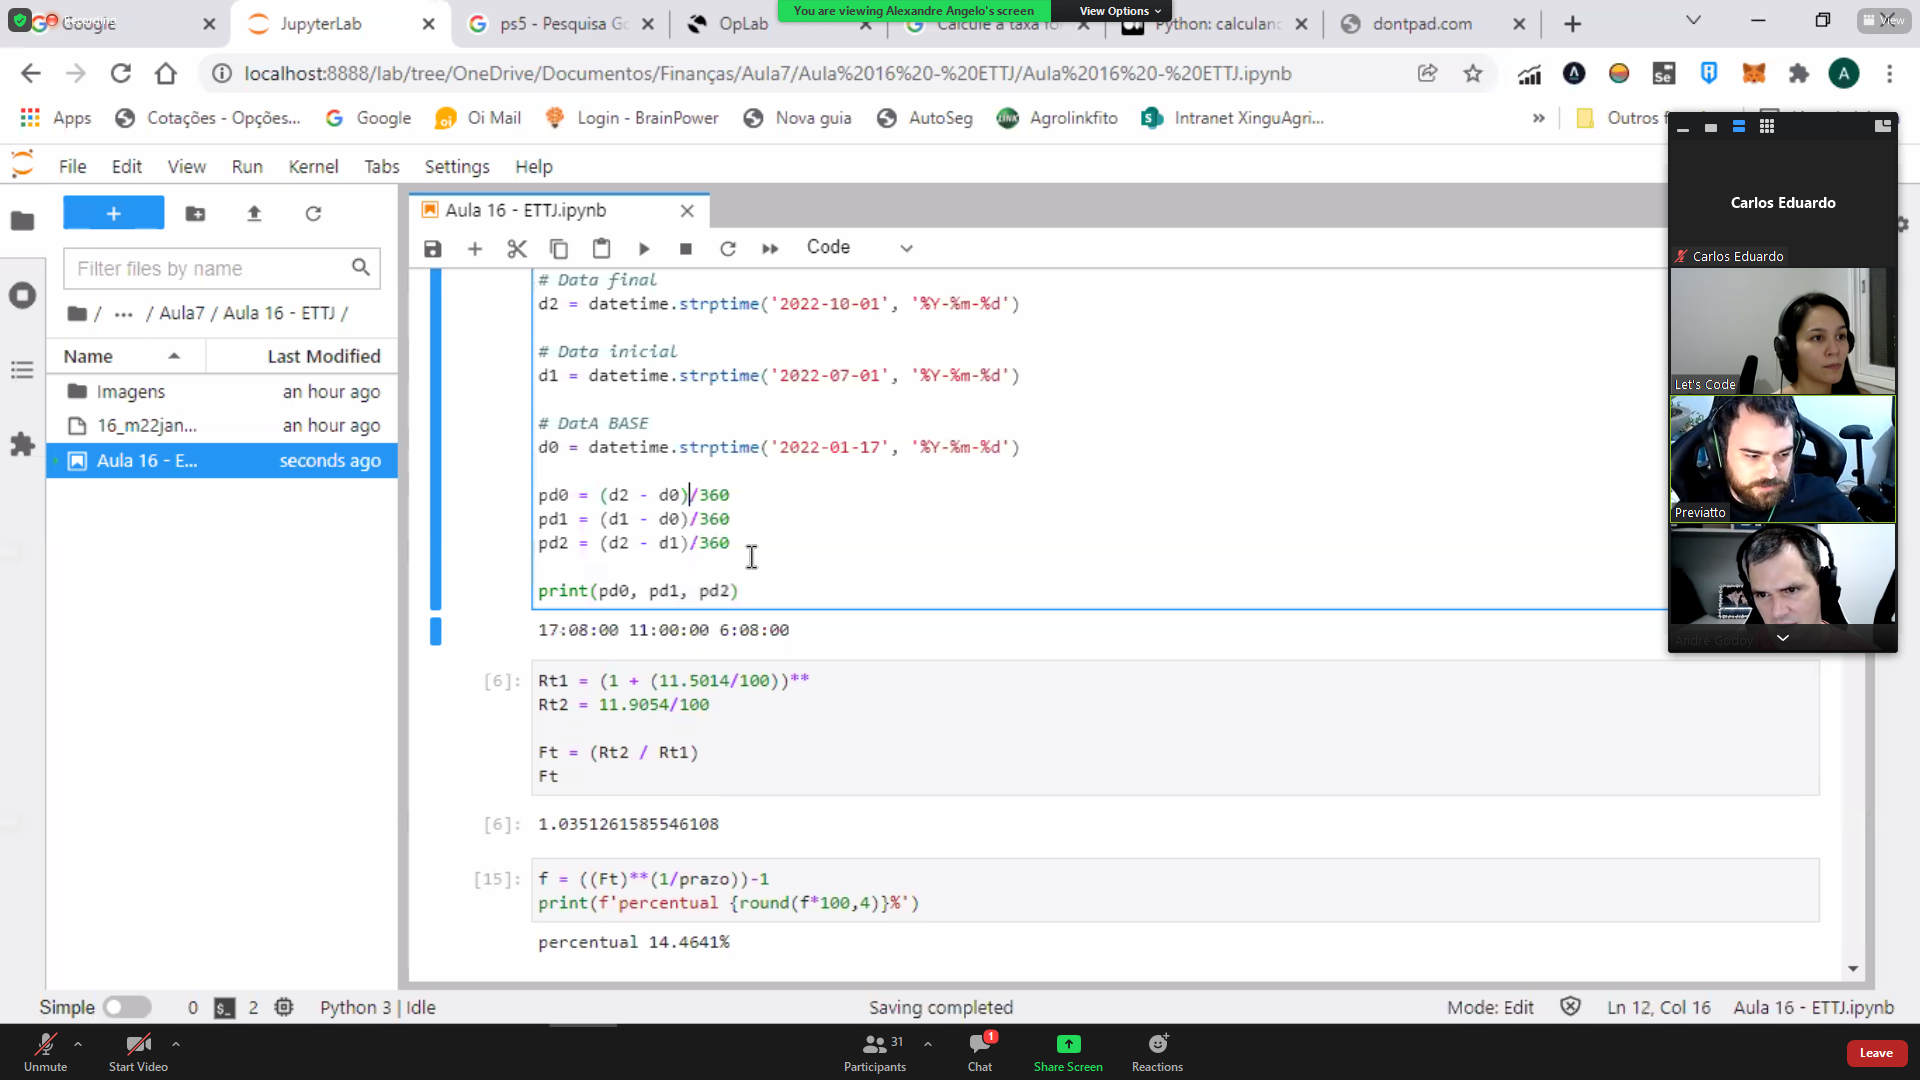 You are viewing Alexandre Angelo's screen
View Options
View
JupyterLab
ps5 - Pesquisa Go
OpLab
Calcule a taxa fo
Python: calculanc
dontpad.com
localhost:8888/lab/tree/OneDrive/Documentos/Finanças/Aula7/Aula%2016%20-%20ETTJ/Aula%2016%20-%20ETTJ.ipynb
A
Apps
Cotações - Opções...
Google
Oi Mail
Login - BrainPower
Nova guia
AutoSeg
Agrolinkfito
Intranet XinguAgri...
»
Outros f
File
Edit
View
Run
Kernel
Tabs
Settings
Help
Filter files by name
/ ··· / Aula7 / Aula 16 - ETTJ /
Name
Last Modified
Imagens
an hour ago
16_m22jan...
an hour ago
Aula 16 - E...
seconds ago
Aula 16 - ETTJ.ipynb
Code
# Data final
d2 = datetime.strptime('2022-10-01', '%Y-%m-%d')
# Data inicial
d1 = datetime.strptime('2022-07-01', '%Y-%m-%d')
# DatA BASE
d0 = datetime.strptime('2022-01-17', '%Y-%m-%d')
pd0 = (d2 - d0)/360
pd1 = (d1 - d0)/360
pd2 = (d2 - d1)/360
print(pd0, pd1, pd2)
17:08:00 11:00:00 6:08:00
[6]:
Rt1 = (1 + (11.5014/100))**
Rt2 = 11.9054/100
Ft = (Rt2 / Rt1)
Ft
[6]:
1.0351261585546108
[15]:
f = ((Ft)**(1/prazo))-1
print(f'percentual {round(f*100,4)}%')
percentual 14.4641%
Carlos Eduardo
Carlos Eduardo
Let's Code
Previatto
André Godoy
Simple
0
2
Python 3 | Idle
Saving completed
Mode: Edit
Ln 12, Col 16
Aula 16 - ETTJ.ipynb
Unmute
Start Video
31
Participants
1
Chat
Share Screen
Reactions
Leave